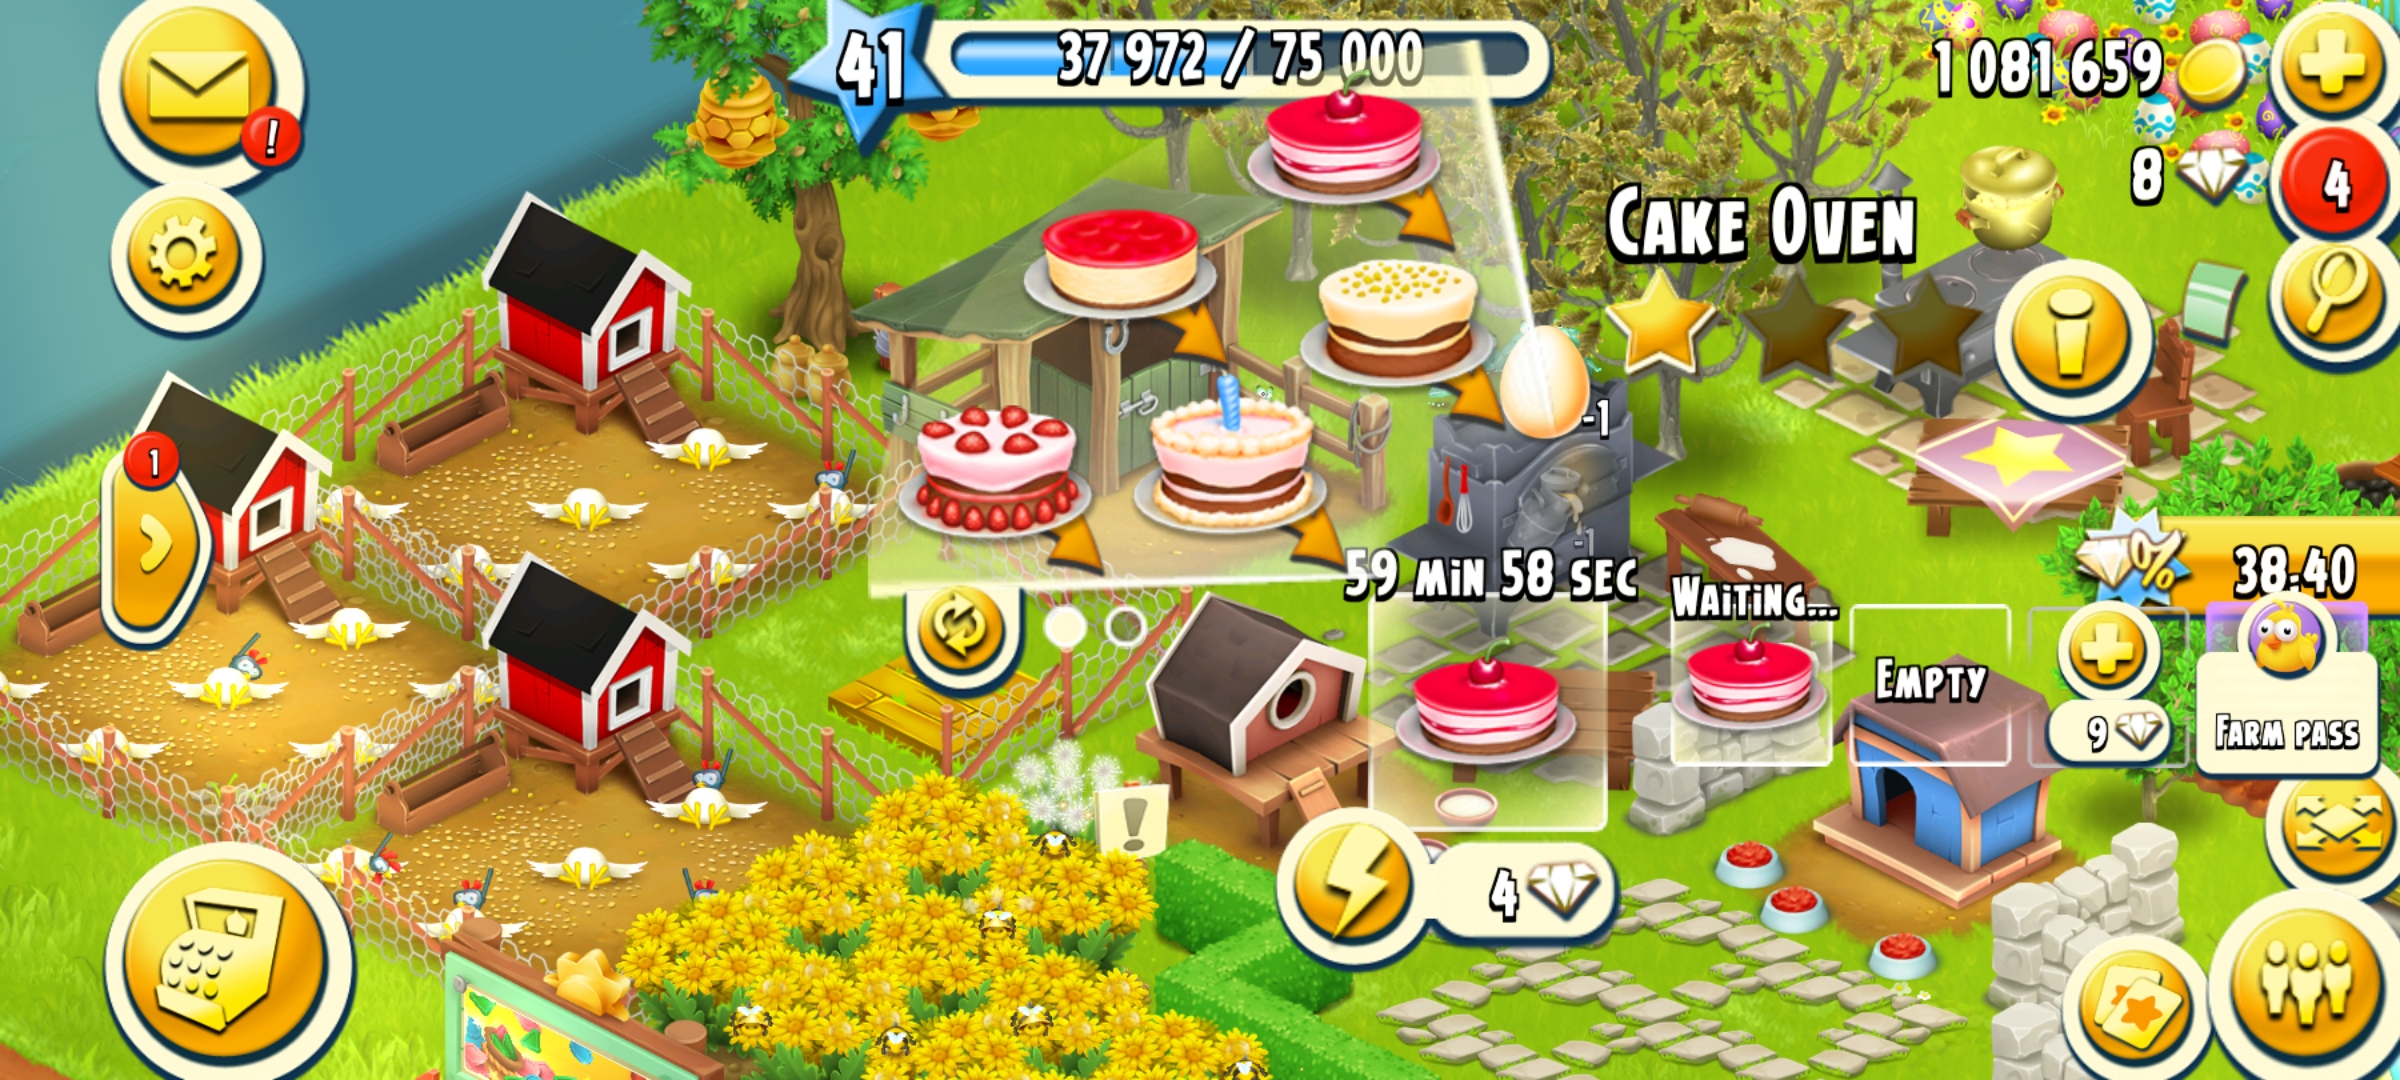 41
37 972 / 75 000
1 081 659
8
4
!
CAKE OVEN
1
-1
-1
59 MIN 58 SEC
WAITING...
38:40
%
EMPTY
9
FARM PASS
!
4